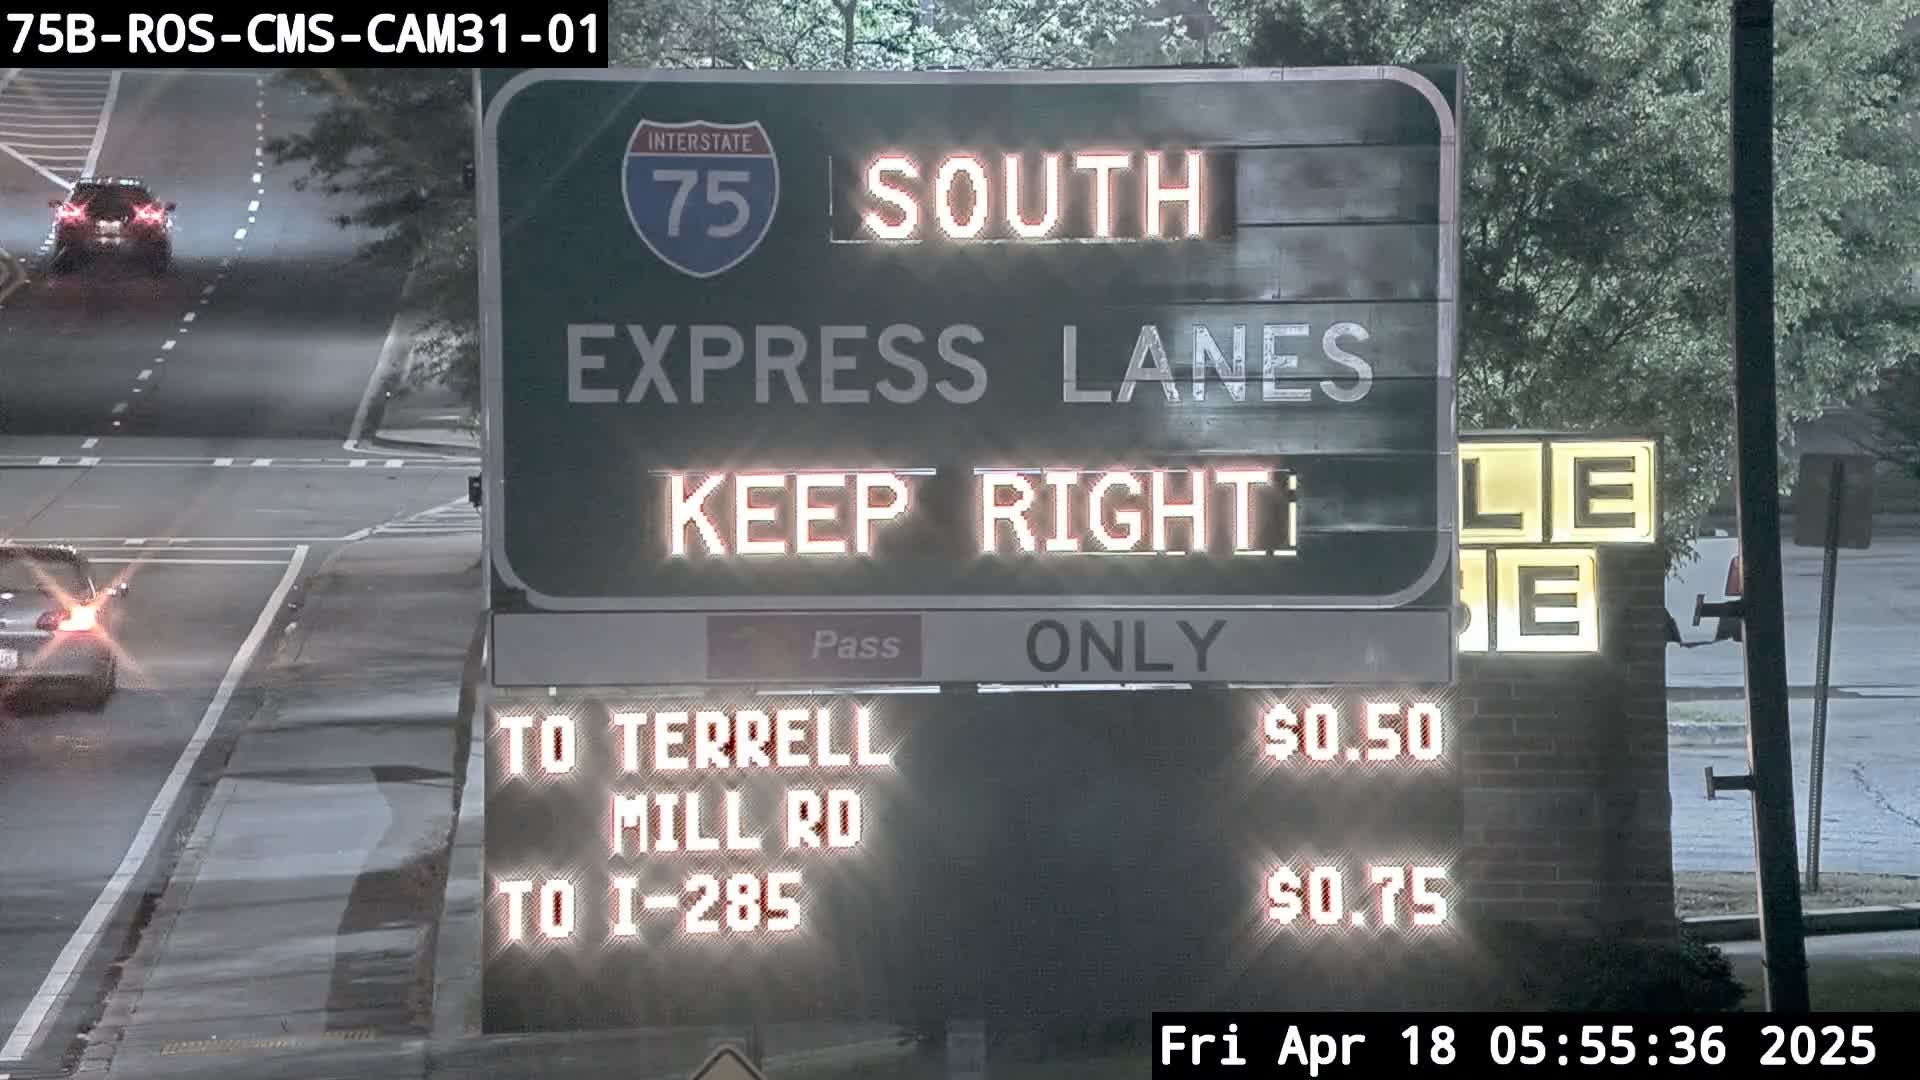 75B-ROS-CMS-CAM31-01
INTERSTATE
75
SOUTH
EXPRESS LANES
KEEP RIGHT
Pass ONLY
TO TERRELL $0.50
MILL RD
TO I-285 $0.75
LE
E
Fri Apr 18 05:55:36 2025